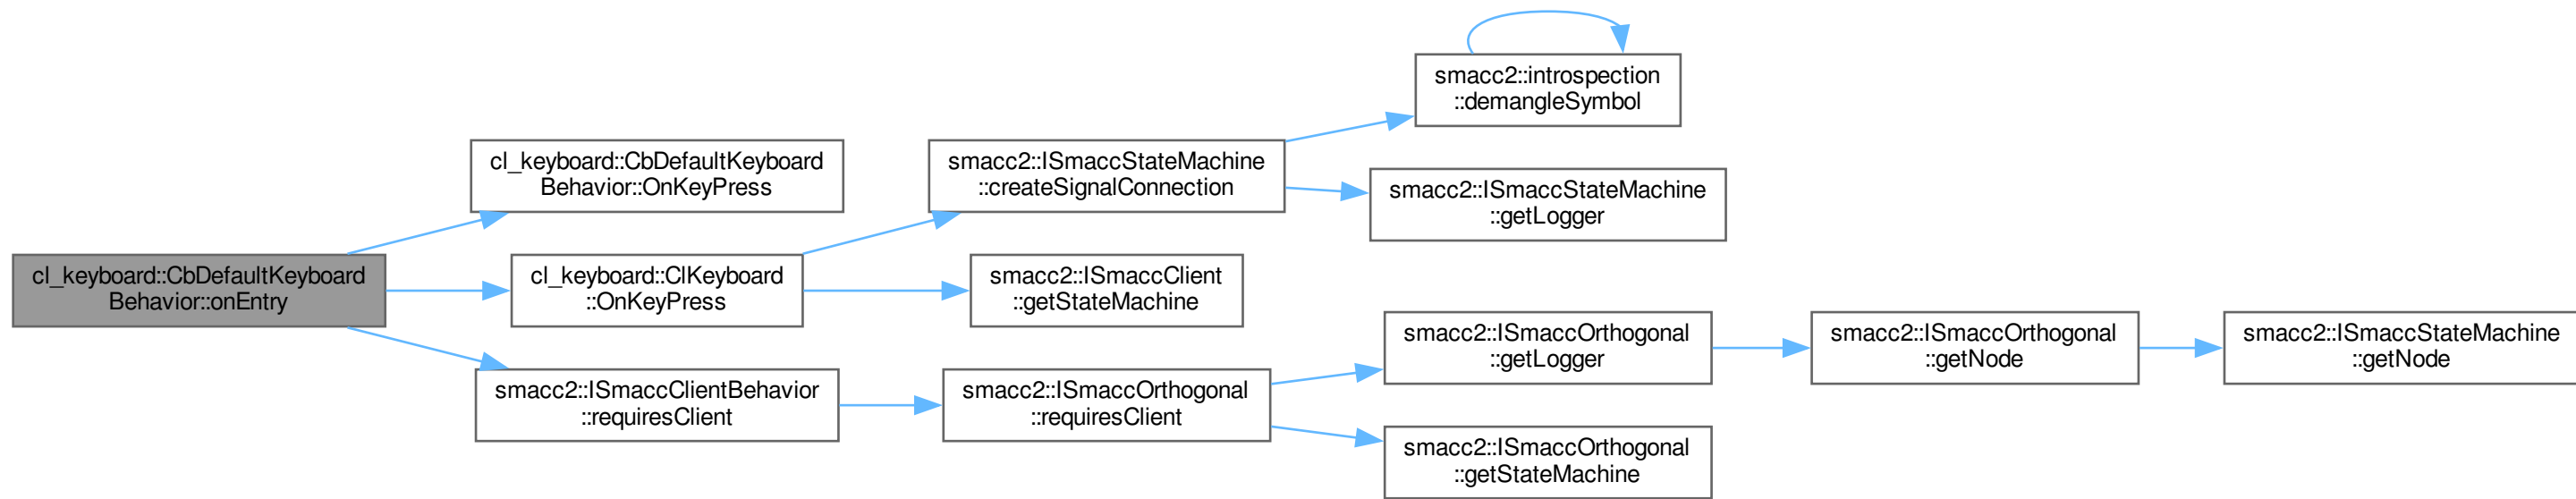 smacc2::introspection
::demangleSymbol
cl_keyboard::CbDefaultKeyboard
Behavior::OnKeyPress
smacc2::ISmaccStateMachine
::createSignalConnection
smacc2::ISmaccStateMachine
::getLogger
cl_keyboard::CbDefaultKeyboard
Behavior::onEntry
cl_keyboard::ClKeyboard
::OnKeyPress
smacc2::ISmaccClient
::getStateMachine
smacc2::ISmaccOrthogonal
::getLogger
smacc2::ISmaccOrthogonal
::getNode
smacc2::ISmaccStateMachine
::getNode
smacc2::ISmaccClientBehavior
::requiresClient
smacc2::ISmaccOrthogonal
::requiresClient
smacc2::ISmaccOrthogonal
::getStateMachine